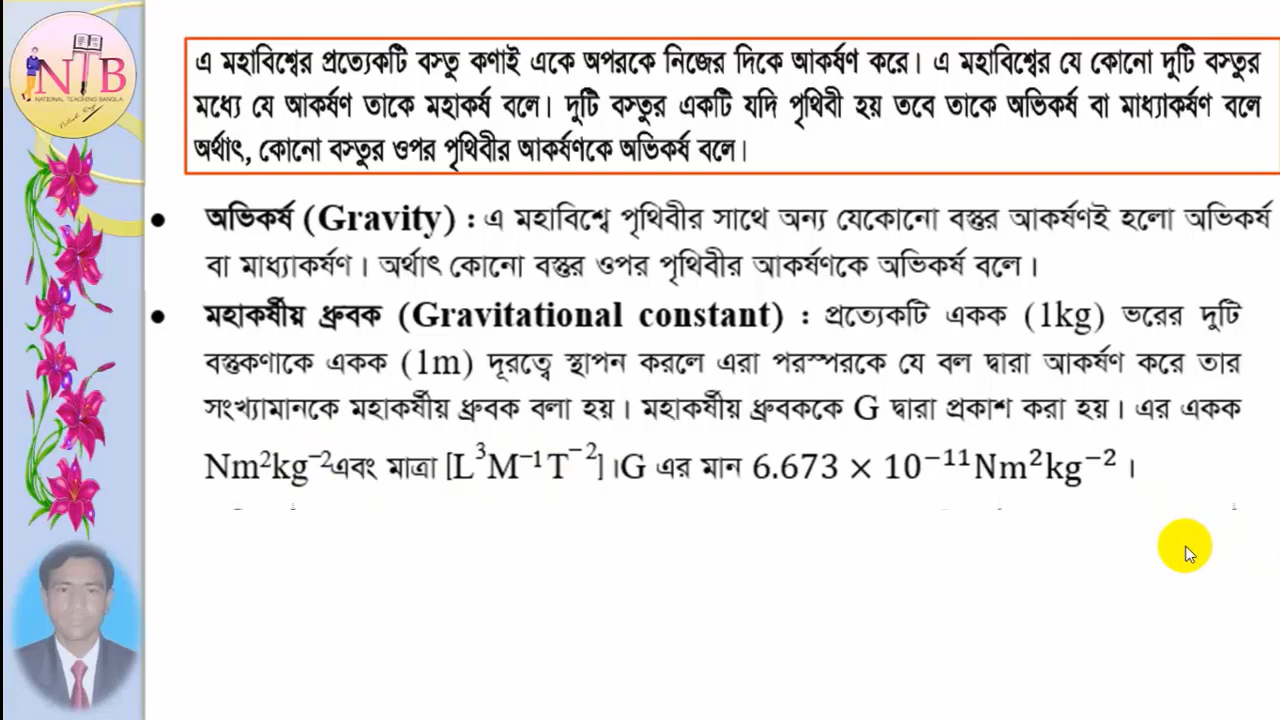 NTB
NATIONAL TEACHING BANGLA
এ মহাবিশ্বের প্রত্যেকটি বস্তু কণাই একে অপরকে নিজের দিকে আকর্ষণ করে। এ মহাবিশ্বের যে কোনো দুটি বস্তুর
মধ্যে যে আকর্ষণ তাকে মহাকর্ষ বলে। দুটি বস্তুর একটি যদি পৃথিবী হয় তবে তাকে অভিকর্ষ বা মাধ্যাকর্ষণ বলে
অর্থাৎ, কোনো বস্তুর ওপর পৃথিবীর আকর্ষণকে অভিকর্ষ বলে।
• অভিকর্ষ (Gravity) : এ মহাবিশ্বে পৃথিবীর সাথে অন্য যেকোনো বস্তুর আকর্ষণই হলো অভিকর্ষ
বা মাধ্যাকর্ষণ। অর্থাৎ কোনো বস্তুর ওপর পৃথিবীর আকর্ষণকে অভিকর্ষ বলে।
• মহাকর্ষীয় ধ্রুবক (Gravitational constant) : প্রত্যেকটি একক (1kg) ভরের দুটি
বস্তুকণাকে একক (1m) দূরত্বে স্থাপন করলে এরা পরস্পরকে যে বল দ্বারা আকর্ষণ করে তার
সংখ্যামানকে মহাকর্ষীয় ধ্রুবক বলা হয়। মহাকর্ষীয় ধ্রুবককে G দ্বারা প্রকাশ করা হয়। এর একক
Nm²kg⁻²এবং মাত্রা [L³M⁻¹T⁻²]।G এর মান 6.673 × 10⁻¹¹Nm²kg⁻²।